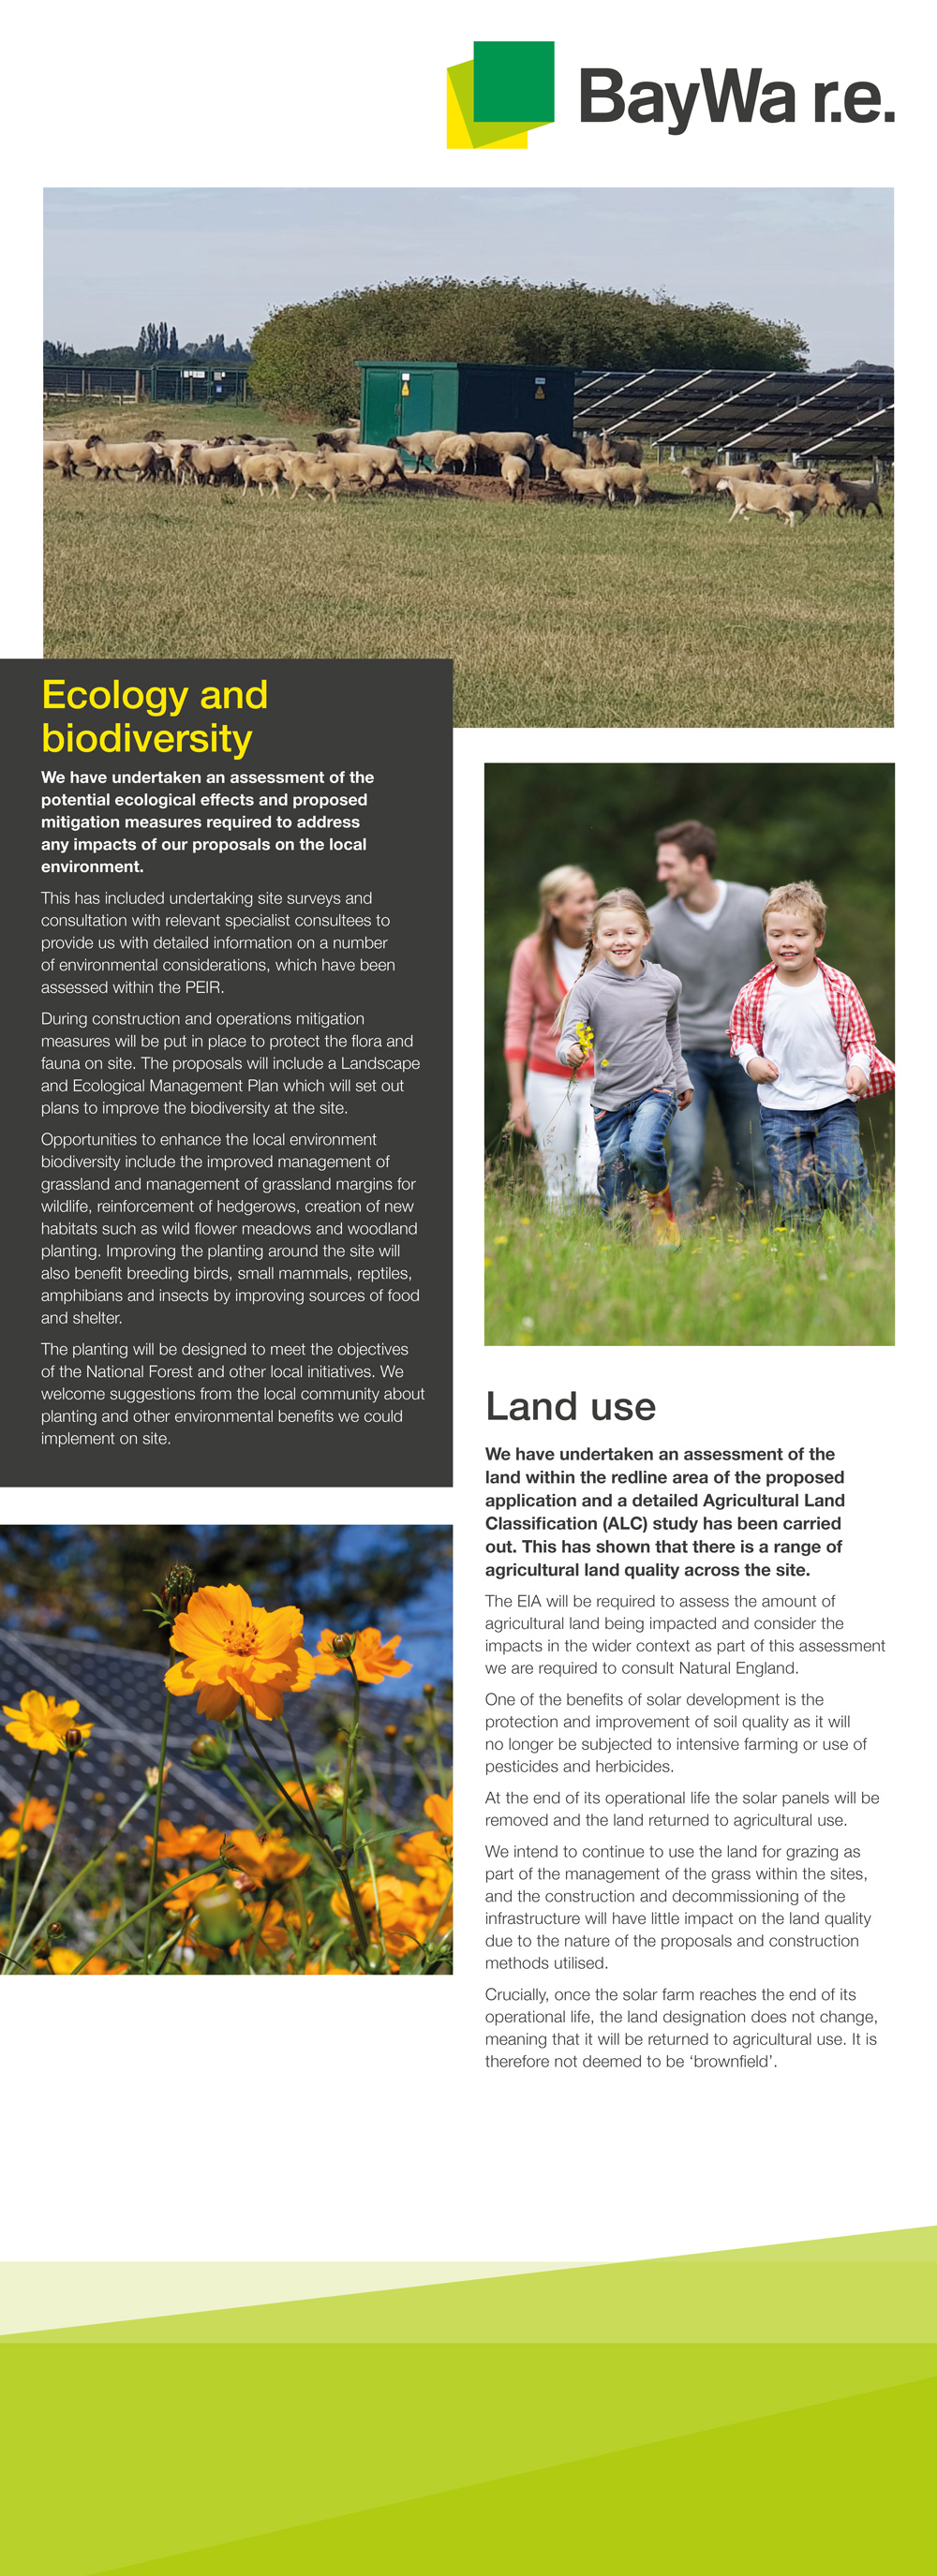 BayWa r.e.
Ecology and
biodiversity
We have undertaken an assessment of the
potential ecological effects and proposed
mitigation measures required to address
any impacts of our proposals on the local
environment.
This has included undertaking site surveys and
consultation with relevant specialist consultees to
provide us with detailed information on a number
of environmental considerations, which have been
assessed within the PEIR.
During construction and operations mitigation
measures will be put in place to protect the flora and
fauna on site. The proposals will include a Landscape
and Ecological Management Plan which will set out
plans to improve the biodiversity at the site.
Opportunities to enhance the local environment
biodiversity include the improved management of
grassland and management of grassland margins for
wildlife, reinforcement of hedgerows, creation of new
habitats such as wild flower meadows and woodland
planting. Improving the planting around the site will
also benefit breeding birds, small mammals, reptiles,
amphibians and insects by improving sources of food
and shelter.
The planting will be designed to meet the objectives
of the National Forest and other local initiatives. We
welcome suggestions from the local community about
planting and other environmental benefits we could
implement on site.
Land use
We have undertaken an assessment of the
land within the redline area of the proposed
application and a detailed Agricultural Land
Classification (ALC) study has been carried
out. This has shown that there is a range of
agricultural land quality across the site.
The EIA will be required to assess the amount of
agricultural land being impacted and consider the
impacts in the wider context as part of this assessment
we are required to consult Natural England.
One of the benefits of solar development is the
protection and improvement of soil quality as it will
no longer be subjected to intensive farming or use of
pesticides and herbicides.
At the end of its operational life the solar panels will be
removed and the land returned to agricultural use.
We intend to continue to use the land for grazing as
part of the management of the grass within the sites,
and the construction and decommissioning of the
infrastructure will have little impact on the land quality
due to the nature of the proposals and construction
methods utilised.
Crucially, once the solar farm reaches the end of its
operational life, the land designation does not change,
meaning that it will be returned to agricultural use. It is
therefore not deemed to be ‘brownfield’.